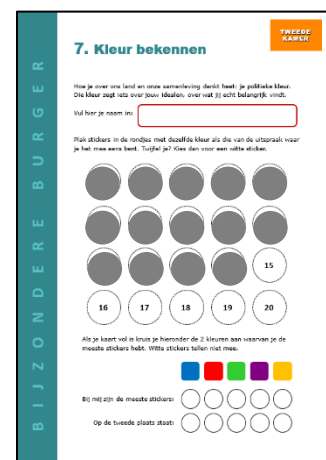 TWEEDE
KAMER
7. Kleur bekennen
Hoe je over ons land en onze samenleving denkt heet: je politieke kleur.
Die kleur zegt iets over jouw idealen, over wat jij echt belangrijk vindt.
Vul hier je naam in:
Plak stickers in de rondjes met dezelfde kleur als die van de uitspraak waar
je het mee eens bent. Twijfel je? Kies dan voor een witte sticker.
15
16 17 18 19 20
Als je kaart vol is kruis je hieronder de 2 kleuren aan waarvan je de
meeste stickers hebt. Witte stickers tellen niet mee.
Bij mij zijn de meeste stickers:
Op de tweede plaats staat:
BIJZONDERE BURGER